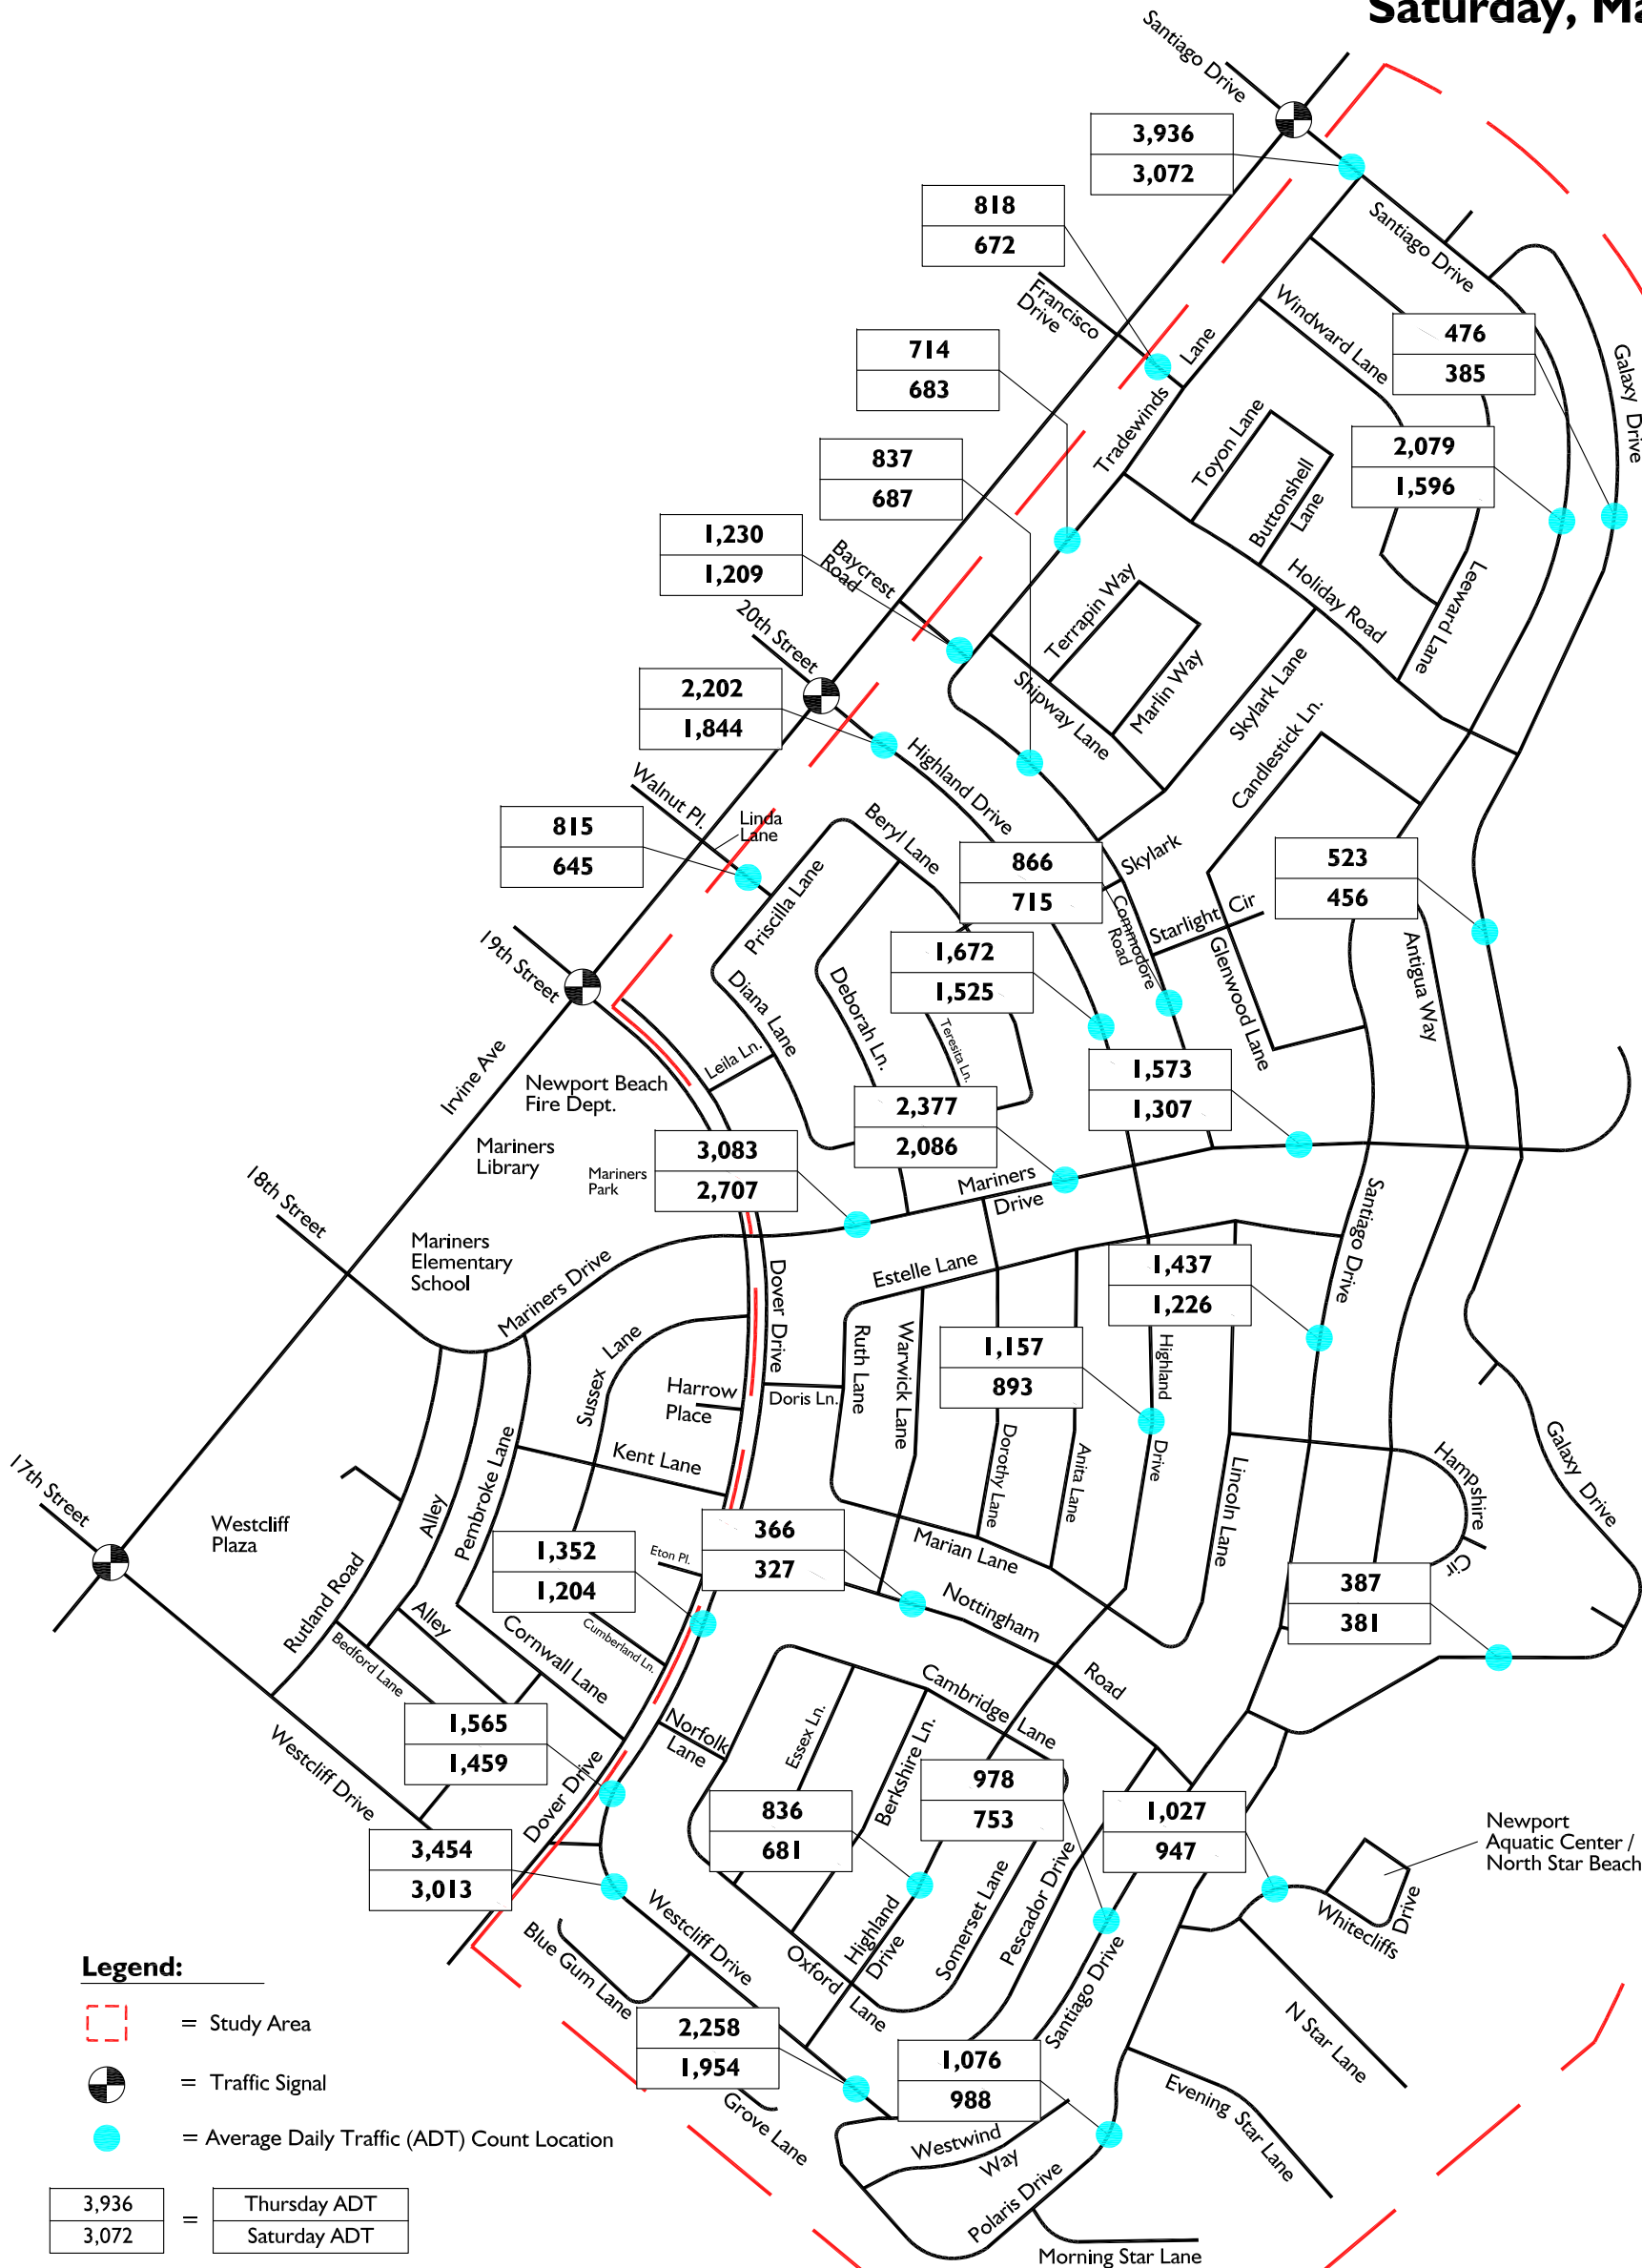 Saturday, Ma
Santiago Drive
3,936
3,072
818
672
Santiago Drive
Francisco
Drive
Windward Lane
476
385
714
683
Tradewinds Lane
Galaxy Drive
Toyon Lane
2,079
1,596
837
687
Buttonshell
Lane
1,230
1,209
Baycrest
Road
Holiday Road
Leeward Lane
Terrapin Way
20th Street
2,202
1,844
Shipway Lane
Marlin Way
Skylark Lane
Candlestick Ln.
Highland Drive
Walnut Pl.
Linda
Lane
815
645
Beryl Lane
Priscilla Lane
866
715
Skylark
523
456
Commodore
Road
Starlight Cir
19th Street
1,672
1,525
Diana Lane
Deborah Ln.
Teresita Ln.
Glenwood Lane
Antigua Way
Leila Ln.
Irvine Ave
Newport Beach
Fire Dept.
1,573
1,307
2,377
2,086
Mariners
Library
Mariners
Park
3,083
2,707
Mariners
Drive
18th Street
Santiago Drive
Mariners
Elementary
School
Mariners Drive
Dover Drive
Estelle Lane
1,437
1,226
Sussex Lane
Ruth Lane
Warwick Lane
1,157
893
Highland
Drive
Harrow
Place
Doris Ln.
Kent Lane
Dorothy Lane
Anita Lane
Lincoln Lane
Hampshire
Cir
Galaxy Drive
17th Street
Westcliff
Plaza
Alley
Pembroke Lane
1,352
1,204
Eton Pl.
366
327
Marian Lane
Nottingham
Road
387
381
Rutland Road
Bedford Lane
Alley
Cornwall Lane
Cumberland Ln.
Cambridge Lane
1,565
1,459
Norfolk
Lane
Essex Ln.
Berkshire Ln.
Westcliff Drive
Dover Drive
978
753
836
681
1,027
947
Newport
Aquatic Center /
North Star Beach
3,454
3,013
Pescador Drive
Somerset Lane
Westcliff Drive
Highland
Drive
Whitecliffs
Drive
Blue Gum Lane
Oxford Lane
Santiago Drive
N Star Lane
Legend:
= Study Area
2,258
1,954
1,076
988
= Traffic Signal
Grove Lane
Evening Star Lane
= Average Daily Traffic (ADT) Count Location
Westwind
Way
Polaris Drive
3,936
3,072
=
Thursday ADT
Saturday ADT
Morning Star Lane